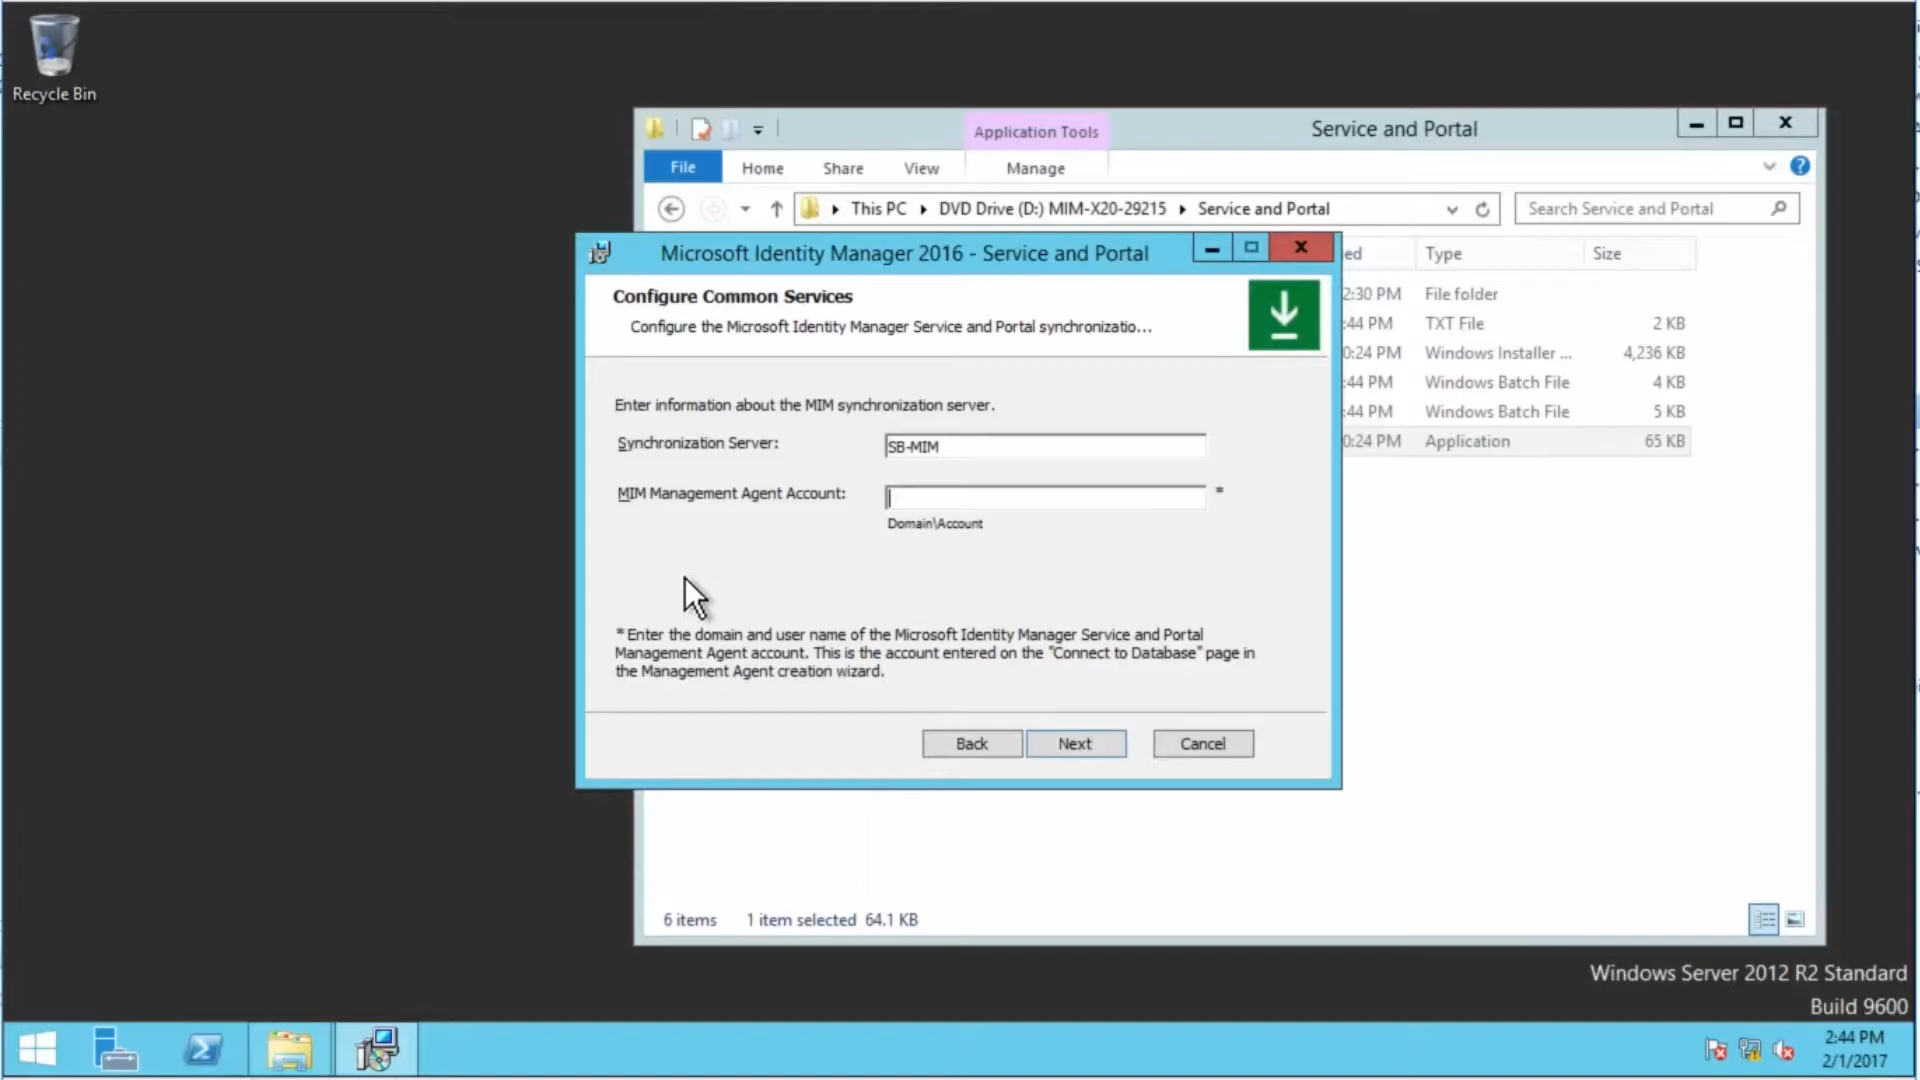 Recycle Bin
Application Tools
Service and Portal
File
Home
Share
View
Manage
This PC
DVD Drive (D:) MIM-X20-29215
Service and Portal
Search Service and Portal
Microsoft Identity Manager 2016 - Service and Portal
ed
Type
Size
Configure Common Services
Configure the Microsoft Identity Manager Service and Portal synchronizatio...
2:30 PM
File folder
:44 PM
TXT File
2 KB
0:24 PM
Windows Installer ...
4,236 KB
:44 PM
Windows Batch File
4 KB
:44 PM
Windows Batch File
5 KB
0:24 PM
Application
65 KB
Enter information about the MIM synchronization server.
Synchronization Server:
SB-MIM
MIM Management Agent Account:
*
Domain\Account
* Enter the domain and user name of the Microsoft Identity Manager Service and Portal
Management Agent account. This is the account entered on the "Connect to Database" page in
the Management Agent creation wizard.
Back
Next
Cancel
6 items
1 item selected 64.1 KB
Windows Server 2012 R2 Standard
Build 9600
2:44 PM
2/1/2017